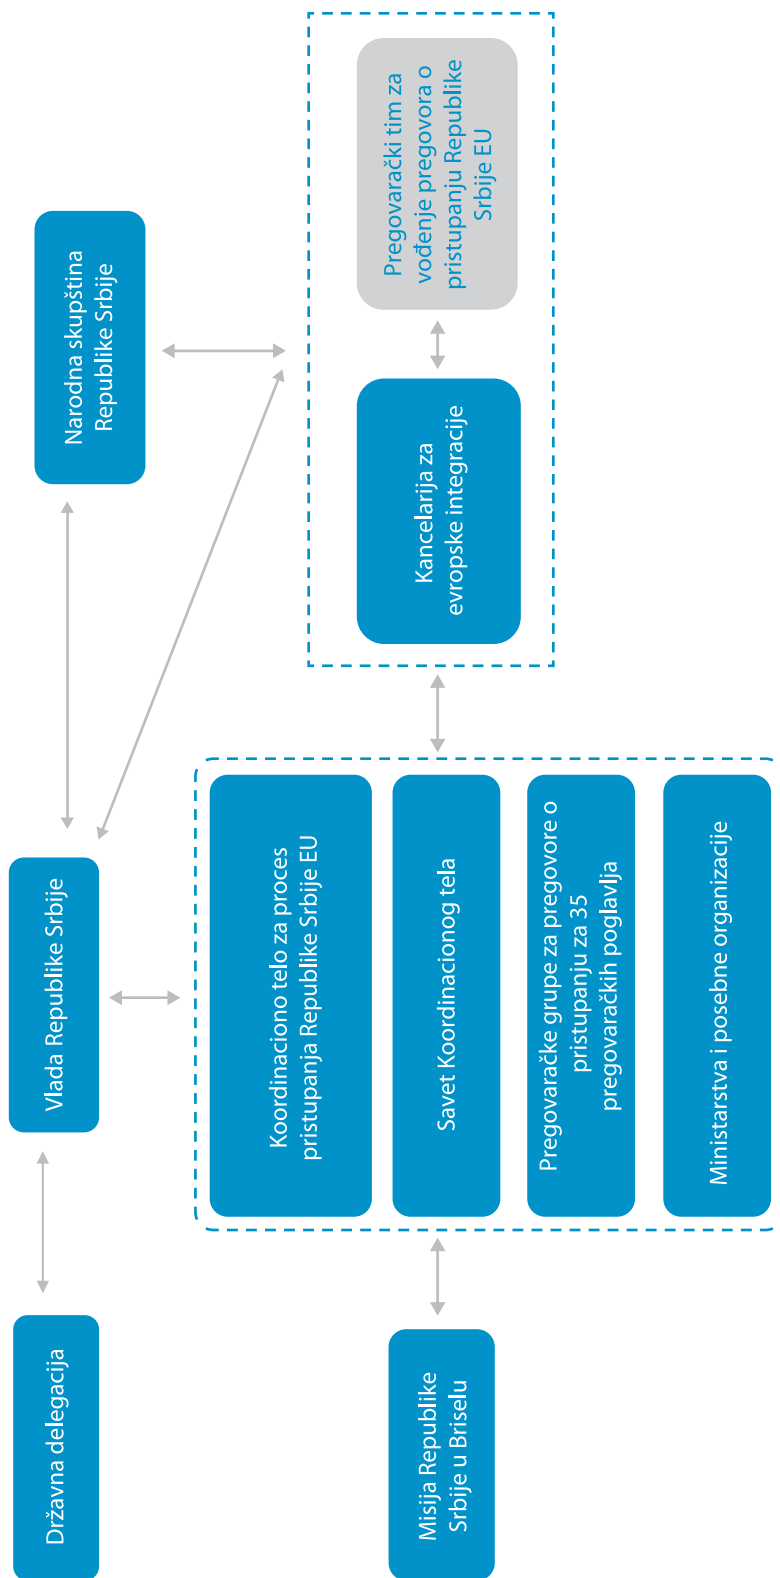 Državna delegacija
Vlada Republike Srbije
Narodna skupština
Republike Srbije
Misija Republike
Srbije u Briselu
Koordinaciono telo za proces
pristupanja Republike Srbije EU
Savet Koordinacionog tela
Pregovaračke grupe za pregovore o
pristupanju za 35
pregovaračkih poglavlja
Ministarstva i posebne organizacije
Kancelarija za
evropske integracije
Pregovarački tim za
vođenje pregovora o
pristupanju Republike
Srbije EU